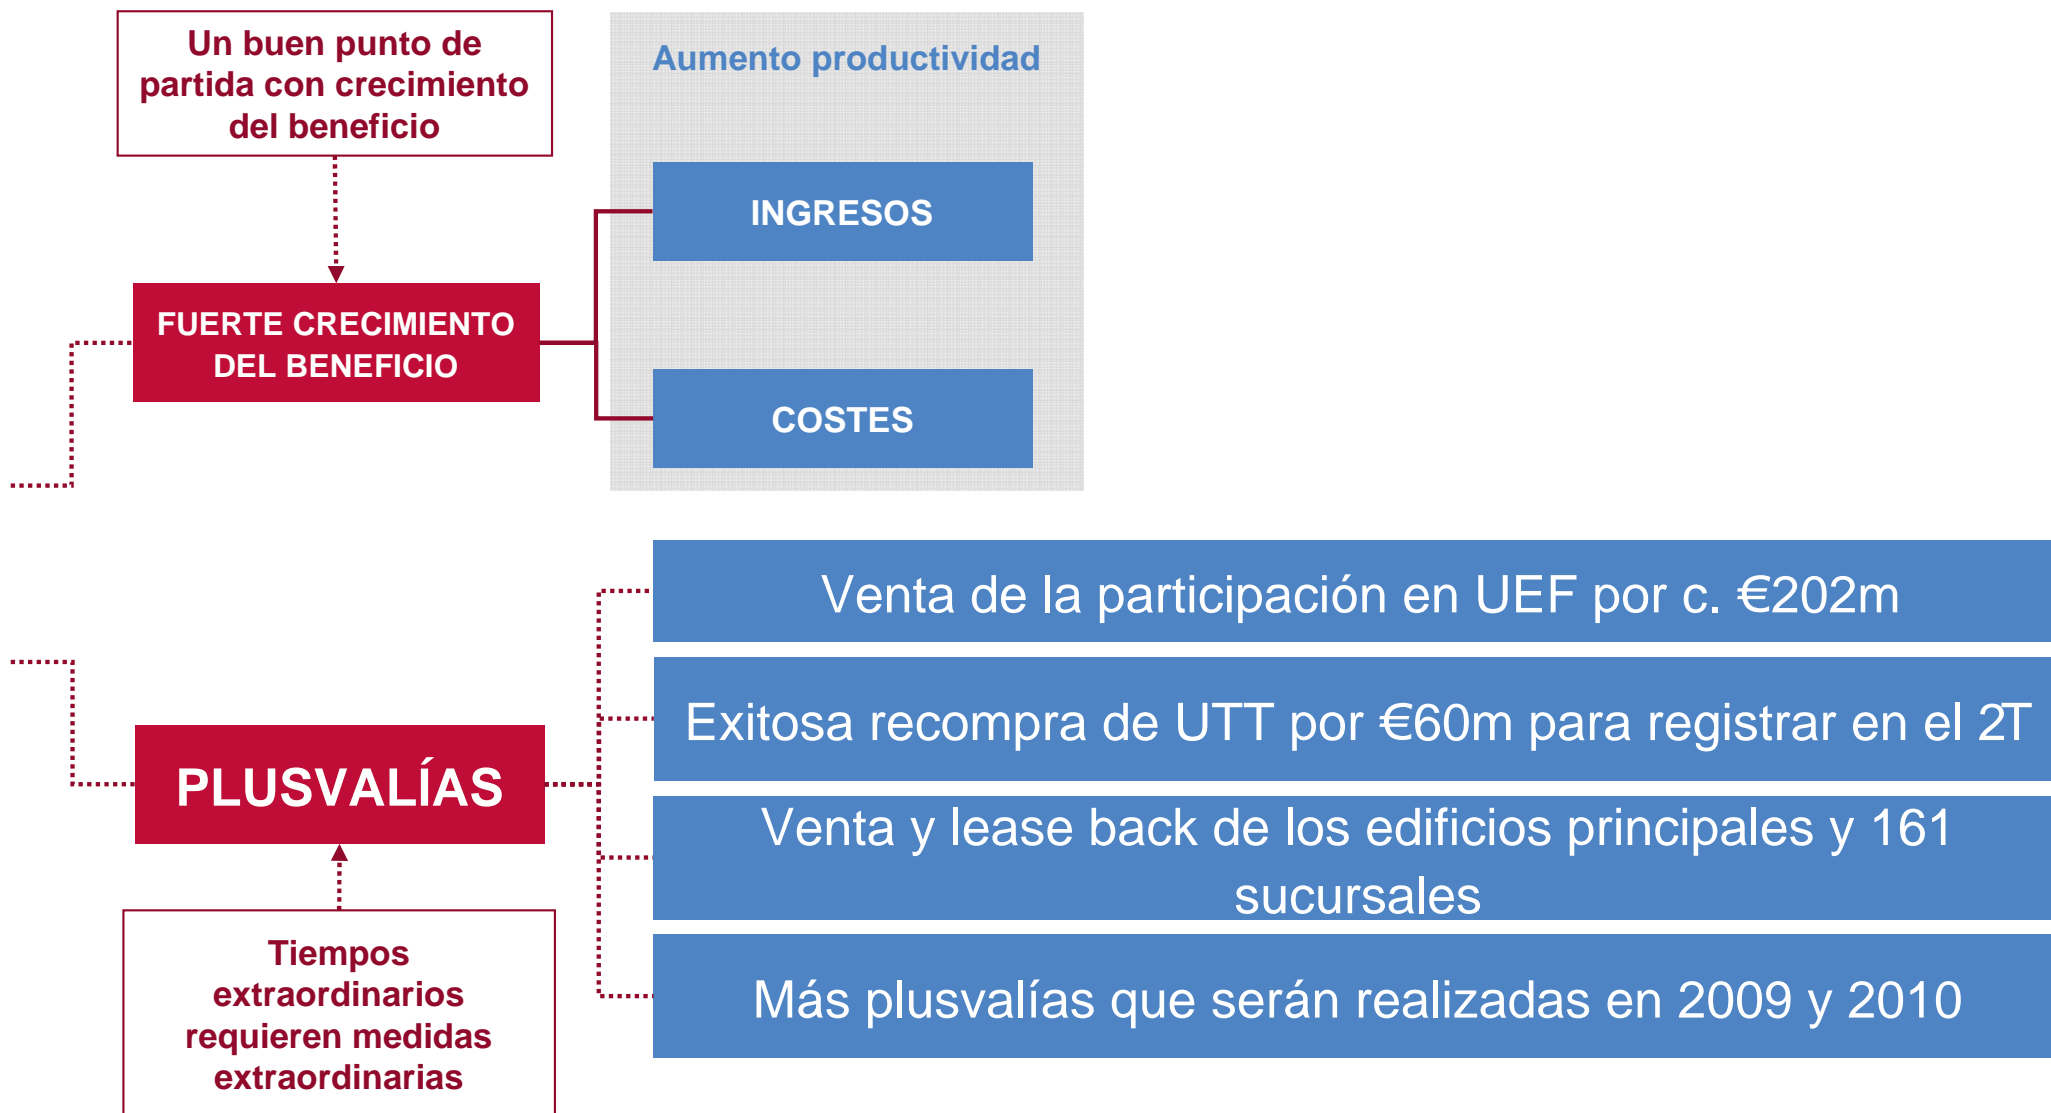 Un buen punto de
partida con crecimiento
del beneficio
Aumento productividad
INGRESOS
FUERTE CRECIMIENTO
DEL BENEFICIO
COSTES
Venta de la participación en UEF por c. €202m
Exitosa recompra de UTT por €60m para registrar en el 2T
PLUSVALÍAS
Venta y lease back de los edificios principales y 161
sucursales
Más plusvalías que serán realizadas en 2009 y 2010
Tiempos
extraordinarios
requieren medidas
extraordinarias